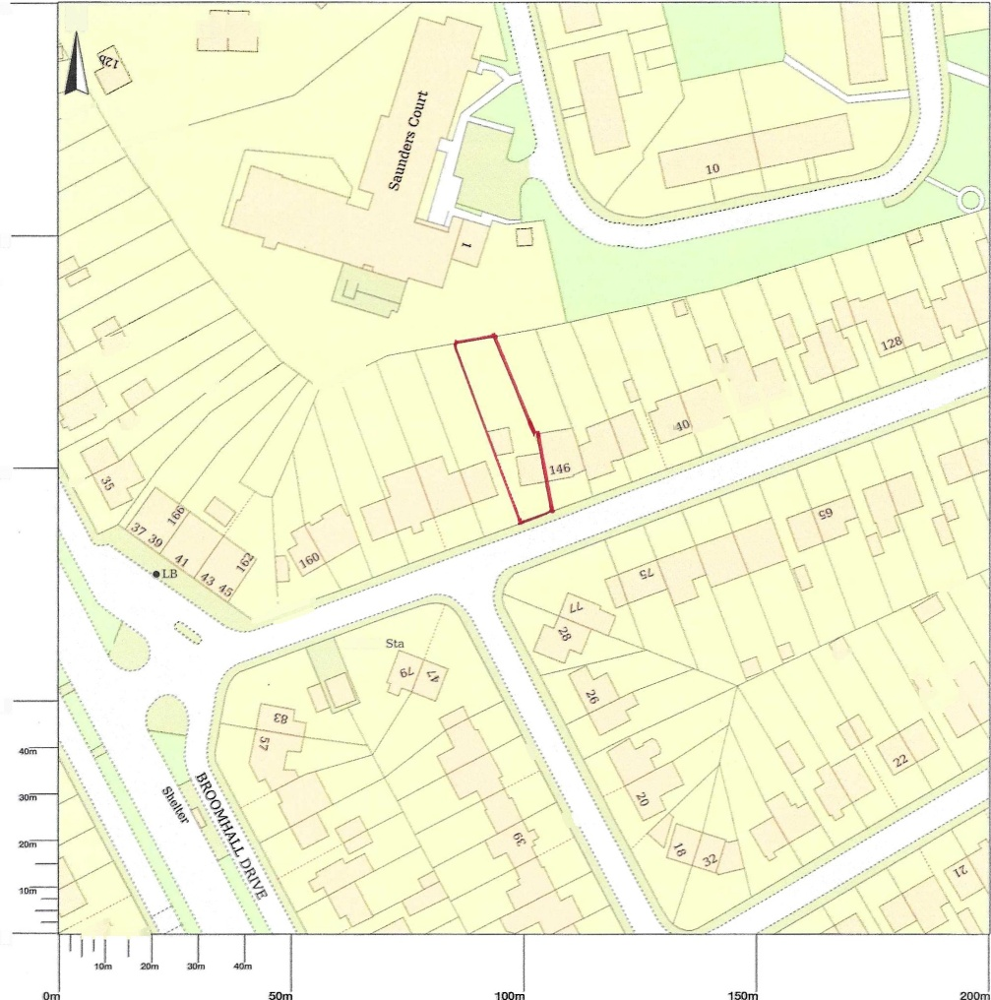 12b
Saunders Court
10
1
128
40
146
35
166
37 39
41
43 45
162
160
LB
65
75
77
28
Sta
79 47
26
83
57
20
22
18 32
39
21
Shelter
BROOMHALL DRIVE
40m
30m
20m
10m
10m 20m 30m 40m
0m 50m 100m 150m 200m